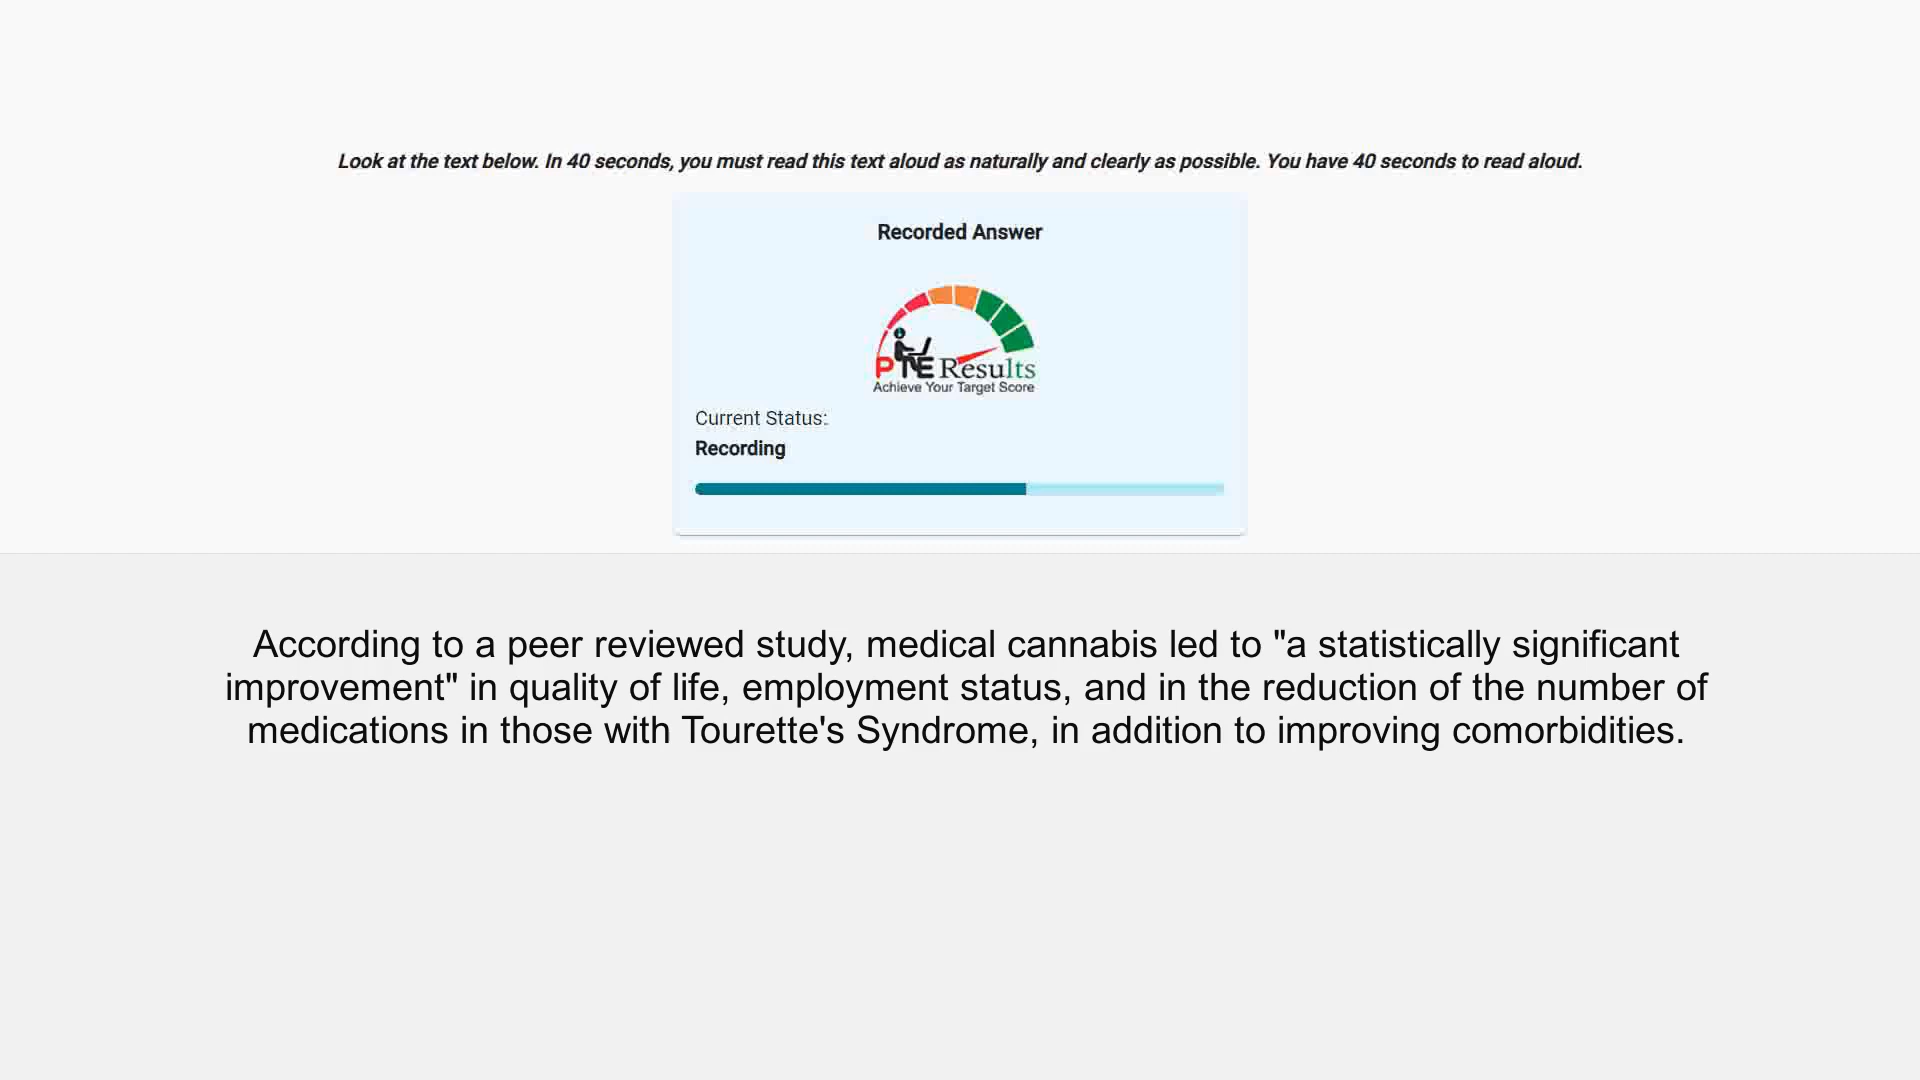 Look at the text below. In 40 seconds, you must read this text aloud as naturally and clearly as possible. You have 40 seconds to read aloud.
Recorded Answer
PTE Results
Achieve Your Target Score
Current Status:
Recording
According to a peer reviewed study, medical cannabis led to "a statistically significant
improvement" in quality of life, employment status, and in the reduction of the number of
medications in those with Tourette's Syndrome, in addition to improving comorbidities.